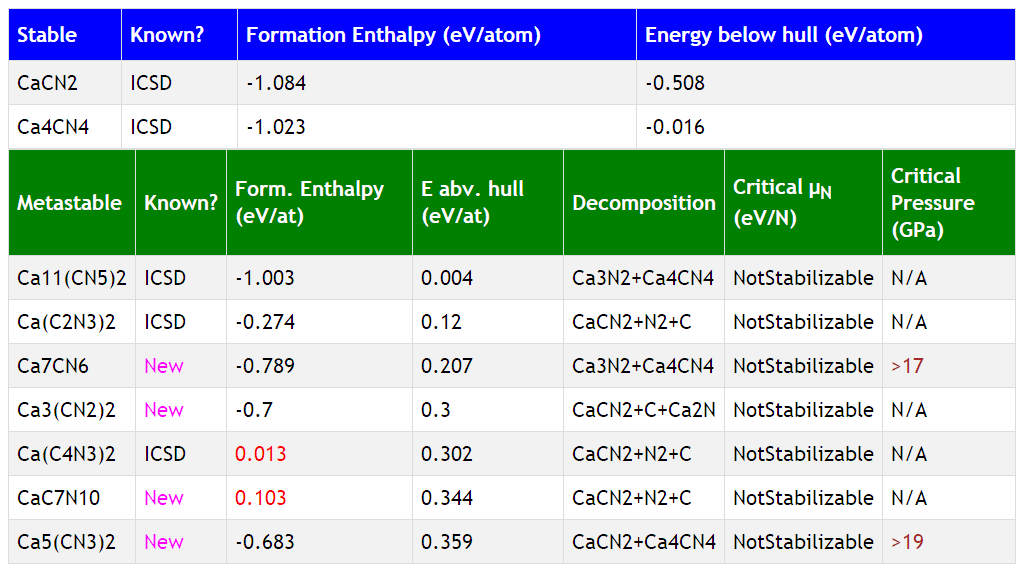 Stable Known? Formation Enthalpy (eV/atom) Energy below hull (eV/atom)
CaCN2 ICSD -1.084 -0.508
Ca4CN4 ICSD -1.023 -0.016
Metastable Known? Form. Enthalpy (eV/at) E abv. hull (eV/at) Decomposition Critical μN (eV/N) Critical Pressure (GPa)
Ca11(CN5)2 ICSD -1.003 0.004 Ca3N2+Ca4CN4 NotStabilizable N/A
Ca(C2N3)2 ICSD -0.274 0.12 CaCN2+N2+C NotStabilizable N/A
Ca7CN6 New -0.789 0.207 Ca3N2+Ca4CN4 NotStabilizable >17
Ca3(CN2)2 New -0.7 0.3 CaCN2+C+Ca2N NotStabilizable N/A
Ca(C4N3)2 ICSD 0.013 0.302 CaCN2+N2+C NotStabilizable N/A
CaC7N10 New 0.103 0.344 CaCN2+N2+C NotStabilizable N/A
Ca5(CN3)2 New -0.683 0.359 CaCN2+Ca4CN4 NotStabilizable >19